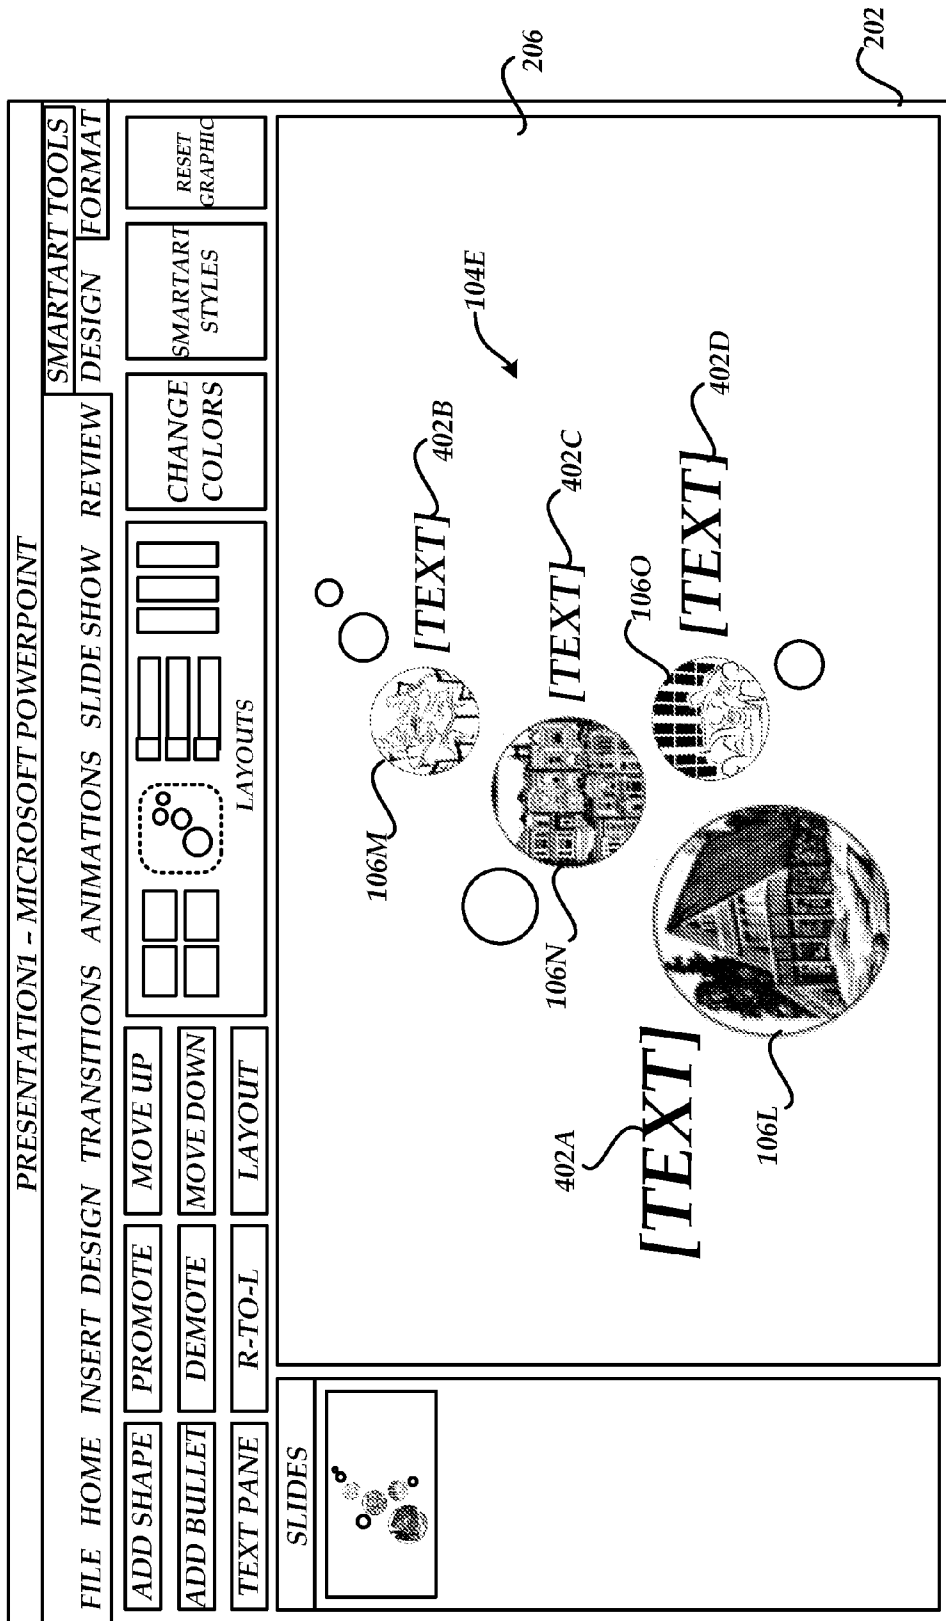 PRESENTATION1 - MICROSOFT POWERPOINT
SMARTART TOOLS
FILE HOME INSERT DESIGN TRANSITIONS ANIMATIONS SLIDE SHOW REVIEW DESIGN FORMAT
ADD SHAPE
PROMOTE
MOVE UP
ADD BULLET
DEMOTE
MOVE DOWN
TEXT PANE
R-TO-L
LAYOUT
LAYOUTS
CHANGE
COLORS
SMARTART
STYLES
RESET
GRAPHIC
SLIDES
106M
[TEXT]
402B
104E
206
106N
[TEXT]
402C
402A
[TEXT]
106O
[TEXT]
402D
106L
202